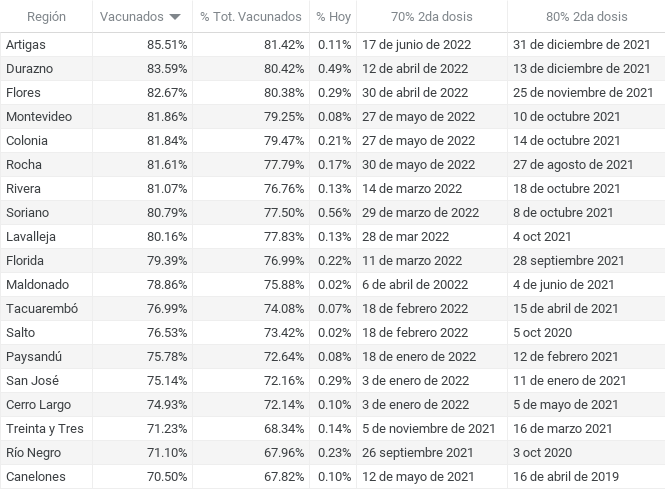 Región Vacunados % Tot. Vacunados % Hoy 70% 2da dosis 80% 2da dosis
Artigas 85.51% 81.42% 0.11% 17 de junio de 2022 31 de diciembre de 2021
Durazno 83.59% 80.42% 0.49% 12 de abril de 2022 13 de diciembre de 2021
Flores 82.67% 80.38% 0.29% 30 de abril de 2022 25 de noviembre de 2021
Montevideo 81.86% 79.25% 0.08% 27 de mayo de 2022 10 de octubre 2021
Colonia 81.84% 79.47% 0.21% 27 de mayo de 2022 14 de octubre 2021
Rocha 81.61% 77.79% 0.17% 30 de mayo de 2022 27 de agosto de 2021
Rivera 81.07% 76.76% 0.13% 14 de marzo 2022 18 de octubre 2021
Soriano 80.79% 77.50% 0.56% 29 de marzo de 2022 8 de octubre 2021
Lavalleja 80.16% 77.83% 0.13% 28 de mar 2022 4 oct 2021
Florida 79.39% 76.99% 0.22% 11 de marzo 2022 28 septiembre 2021
Maldonado 78.86% 75.88% 0.02% 6 de abril de 20022 4 de junio de 2021
Tacuarembó 76.99% 74.08% 0.07% 18 de febrero 2022 15 de abril de 2021
Salto 76.53% 73.42% 0.02% 18 de febrero 2022 5 oct 2020
Paysandú 75.78% 72.64% 0.08% 18 de enero de 2022 12 de febrero 2021
San José 75.14% 72.16% 0.29% 3 de enero de 2022 11 de enero de 2021
Cerro Largo 74.93% 72.14% 0.10% 3 de enero de 2022 5 de mayo de 2021
Treinta y Tres 71.23% 68.34% 0.14% 5 de noviembre de 2021 16 de marzo 2021
Río Negro 71.10% 67.96% 0.23% 26 septiembre 2021 3 oct 2020
Canelones 70.50% 67.82% 0.10% 12 de mayo de 2021 16 de abril de 2019